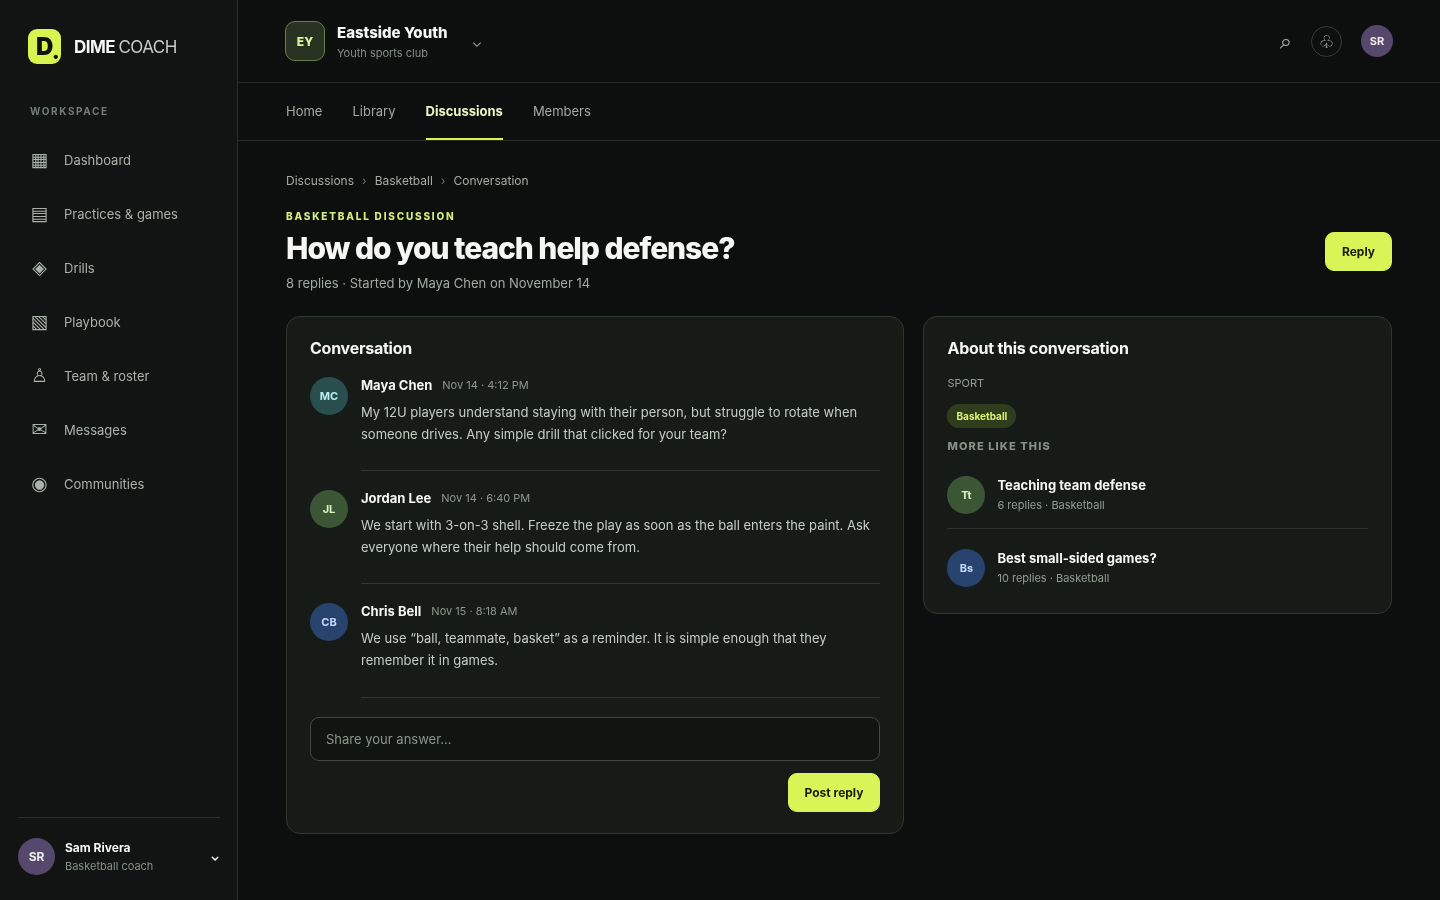 D.
DIME COACH
WORKSPACE
Dashboard
Practices & games
Drills
Playbook
Team & roster
Messages
Communities
SR
Sam Rivera
Basketball coach
EY
Eastside Youth
Youth sports club
SR
Home Library Discussions Members
Discussions › Basketball › Conversation
BASKETBALL DISCUSSION
How do you teach help defense?
8 replies · Started by Maya Chen on November 14
Reply
Conversation
MC
Maya Chen Nov 14 · 4:12 PM
My 12U players understand staying with their person, but struggle to rotate when
someone drives. Any simple drill that clicked for your team?
JL
Jordan Lee Nov 14 · 6:40 PM
We start with 3-on-3 shell. Freeze the play as soon as the ball enters the paint. Ask
everyone where their help should come from.
CB
Chris Bell Nov 15 · 8:18 AM
We use “ball, teammate, basket” as a reminder. It is simple enough that they
remember it in games.
Share your answer...
Post reply
About this conversation
SPORT
Basketball
MORE LIKE THIS
Tt
Teaching team defense
6 replies · Basketball
Bs
Best small-sided games?
10 replies · Basketball